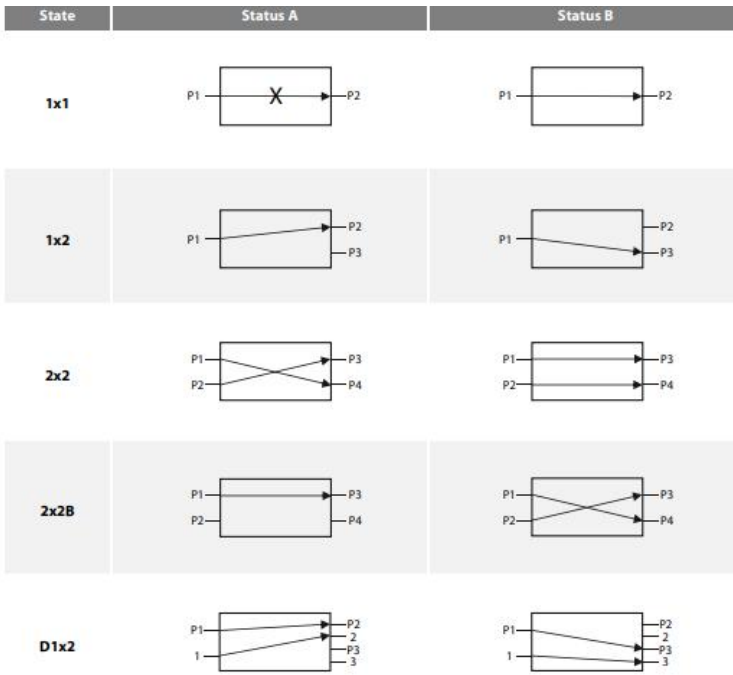 State Status A Status B
1x1 P1 X P2 P1 P2
1x2 P1 P2 P3 P1 P2 P3
2x2 P1 P2 P3 P4 P1 P2 P3 P4
2x2B P1 P2 P3 P4 P1 P2 P3 P4
D1x2 P1 1 P2 2 P3 3 P1 1 P2 2 P3 3